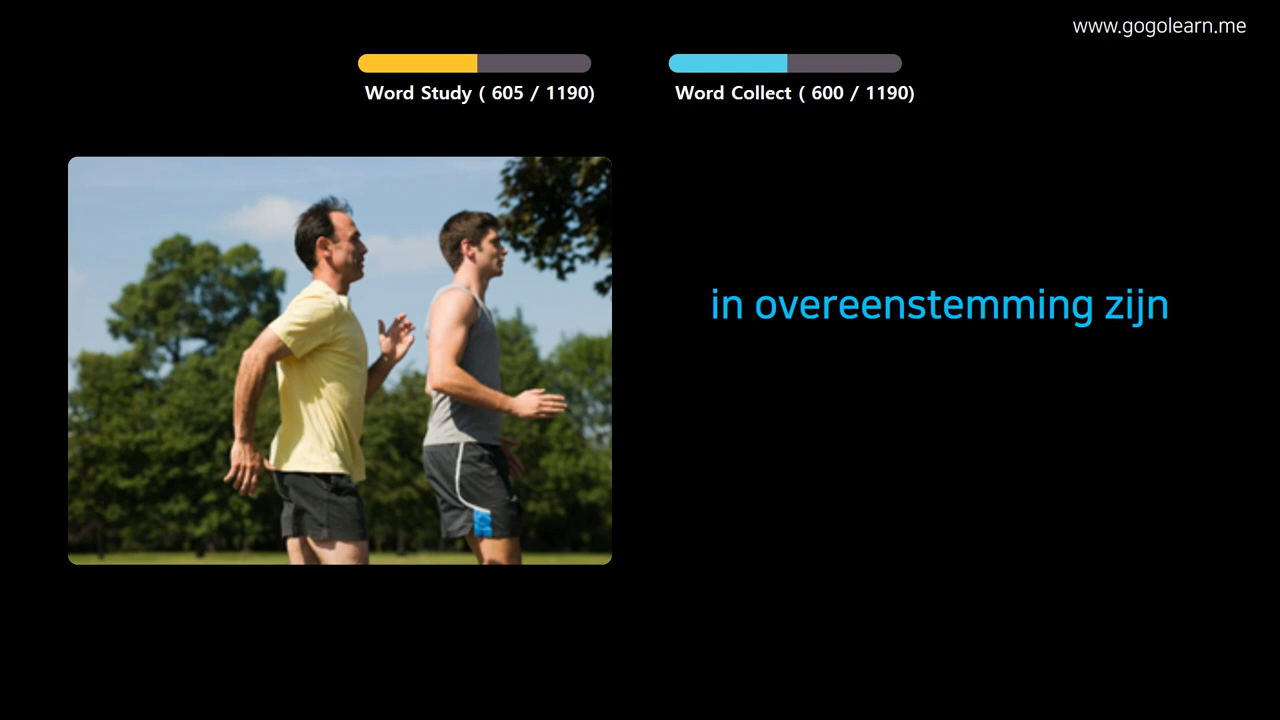 www.gogolearn.me
Word Study ( 605 / 1190)
Word Collect ( 600 / 1190)
in overeenstemming zijn